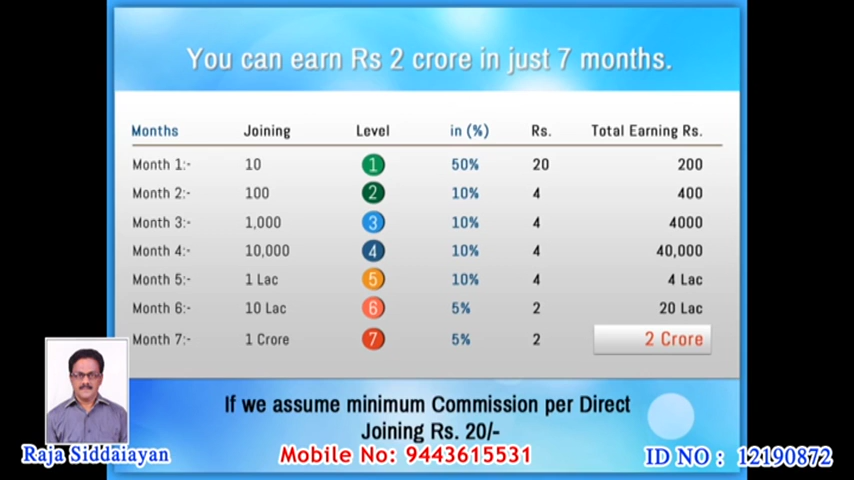 You can earn Rs 2 crore in just 7 months.
Months Joining Level in (%) Rs. Total Earning Rs.
Month 1:- 10 1 50% 20 200
Month 2:- 100 2 10% 4 400
Month 3:- 1,000 3 10% 4 4000
Month 4:- 10,000 4 10% 4 40,000
Month 5:- 1 Lac 5 10% 4 4 Lac
Month 6:- 10 Lac 6 5% 2 20 Lac
Month 7:- 1 Crore 7 5% 2 2 Crore
If we assume minimum Commission per Direct
Joining Rs. 20/-
Raja Siddaiayan Mobile No: 9443615531 ID NO : 12190872